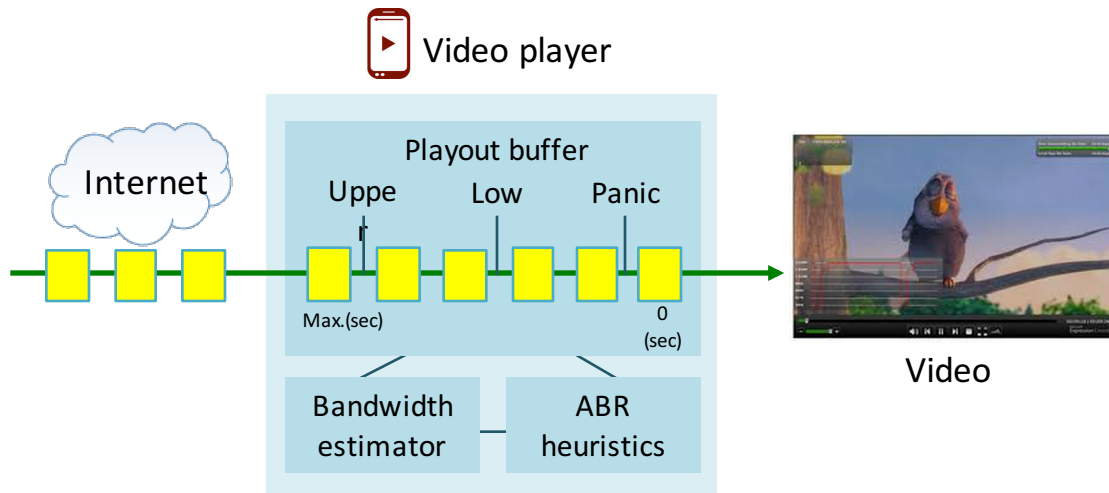 Video player
Playout buffer
Internet
Uppe
r
Low
Panic
Max.(sec)
0
(sec)
Video
Bandwidth
estimator
ABR
heuristics